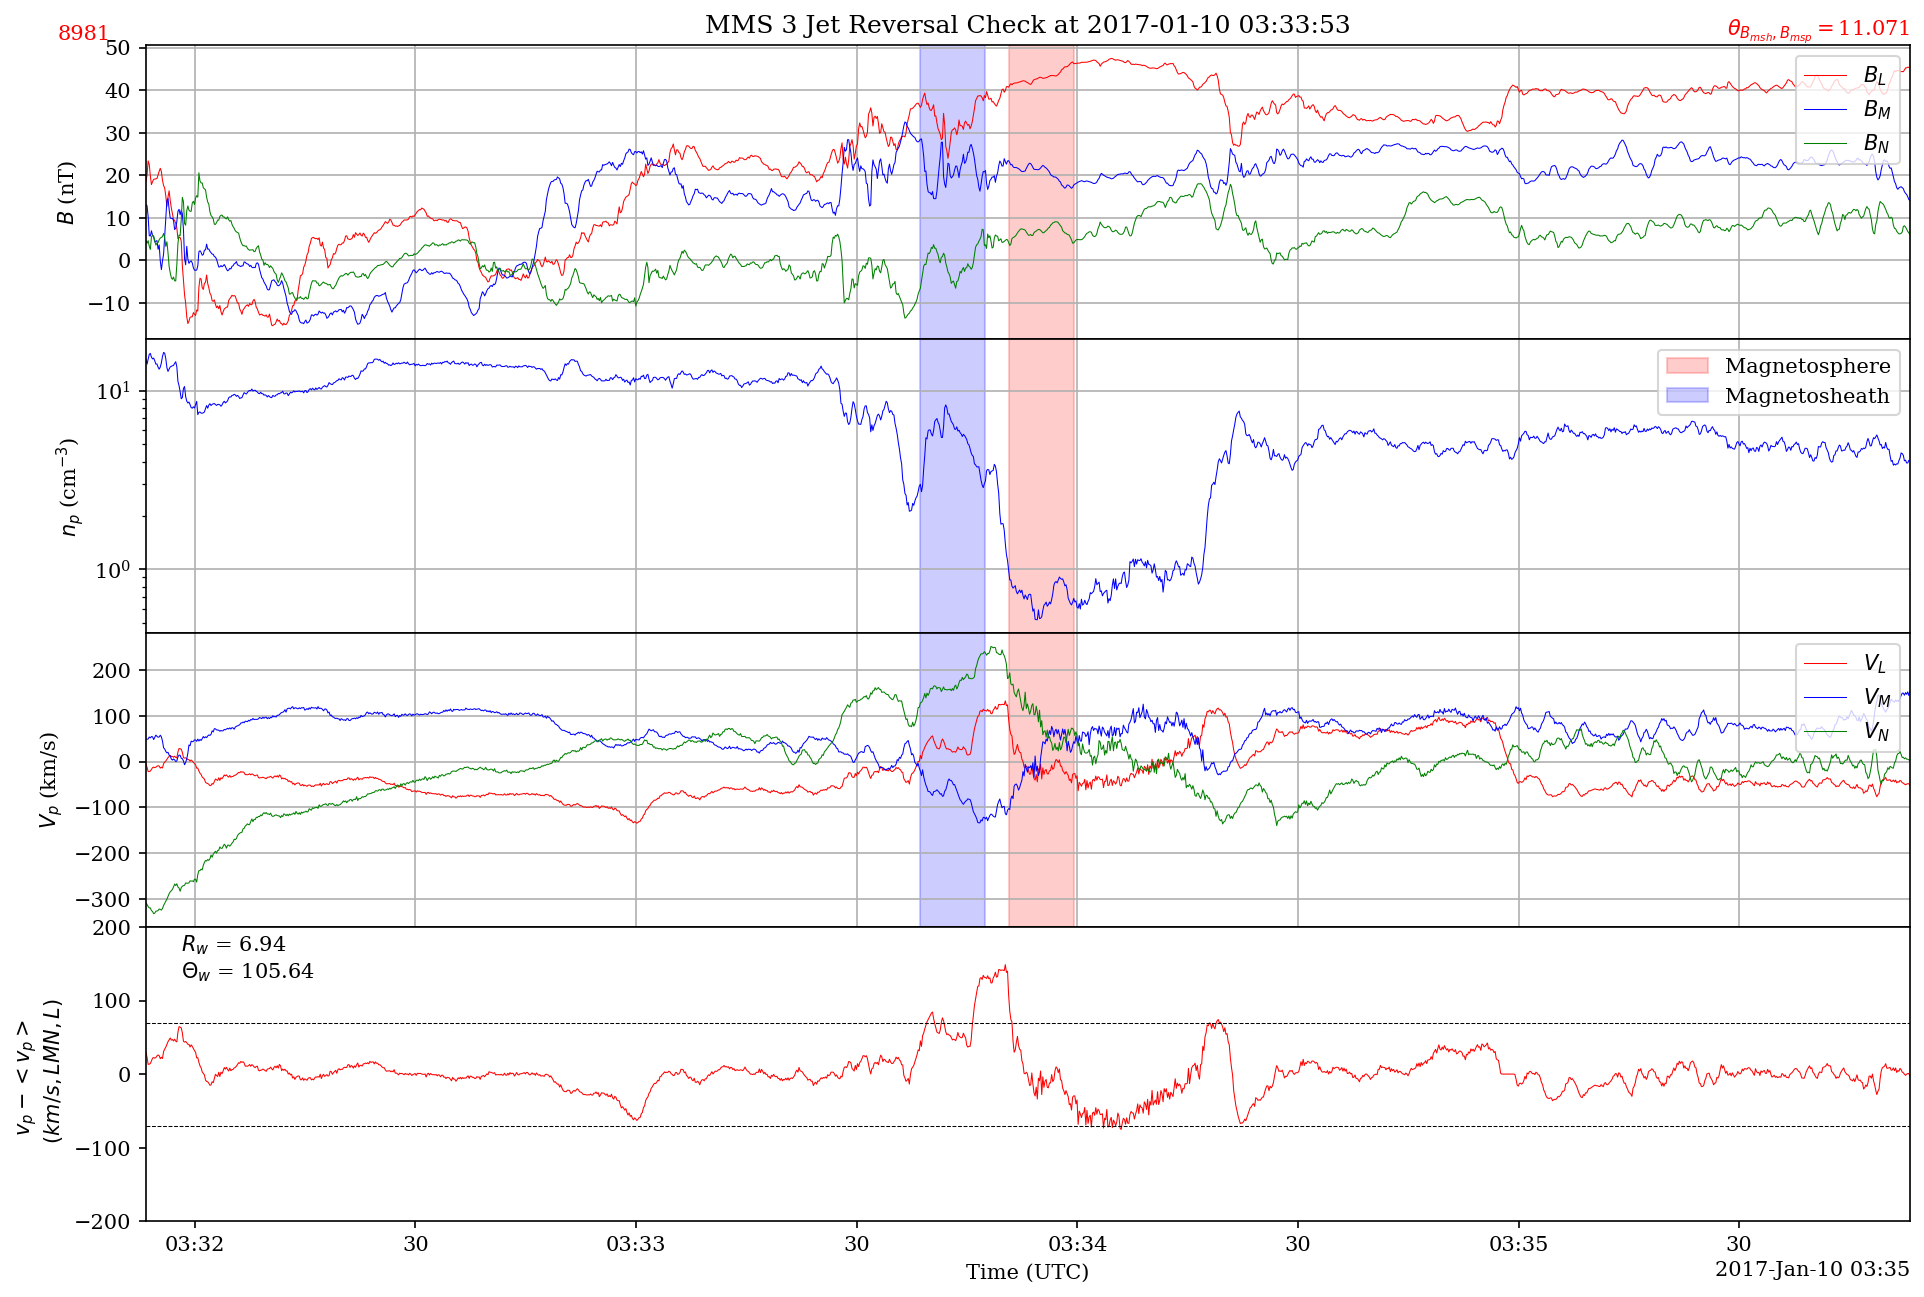 8981
MMS 3 Jet Reversal Check at 2017-01-10 03:33:53
θ_{B_{msh}, B_{msp}} = 11.071
B (nT)
50
40
30
20
10
0
−10
B_L
B_M
B_N
n_p (cm^{−3})
10^1
10^0
Magnetosphere
Magnetosheath
V_p (km/s)
200
100
0
−100
−200
−300
V_L
V_M
V_N
v_p − < v_p >
(km/s, LMN, L)
200
100
0
−100
−200
R_w = 6.94
Θ_w = 105.64
03:32
30
03:33
30
03:34
30
03:35
30
Time (UTC)
2017-Jan-10 03:35